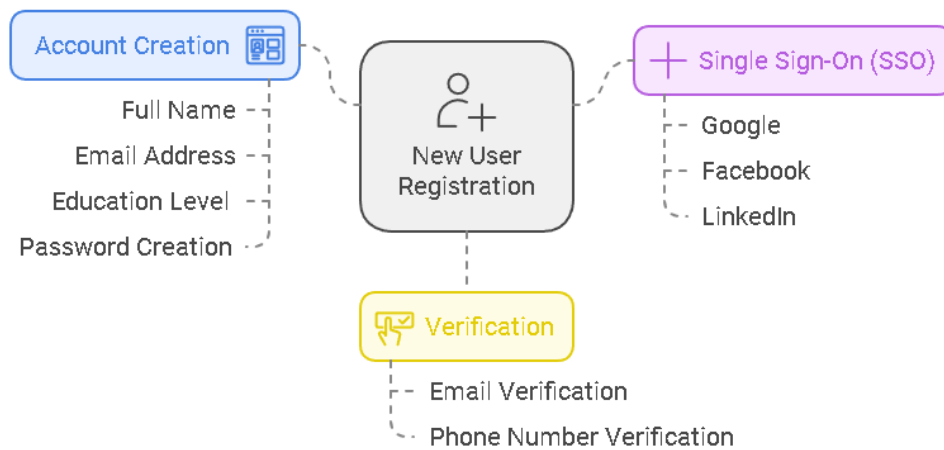 Account Creation
Full Name
Email Address
Education Level
Password Creation
New User
Registration
Single Sign-On (SSO)
Google
Facebook
LinkedIn
Verification
Email Verification
Phone Number Verification